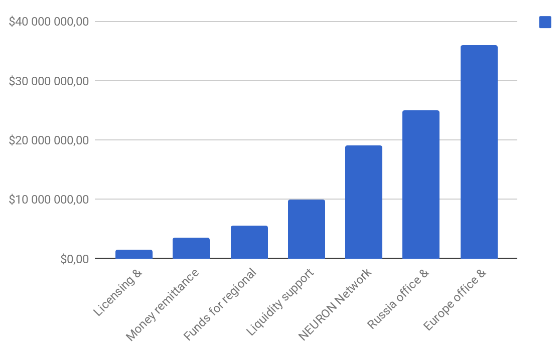 $40 000 000,00
$30 000 000,00
$20 000 000,00
$10 000 000,00
$0,00
Licensing &
Money remittance
Funds for regional
Liquidity support
NEURON Network
Russia office &
Europe office &